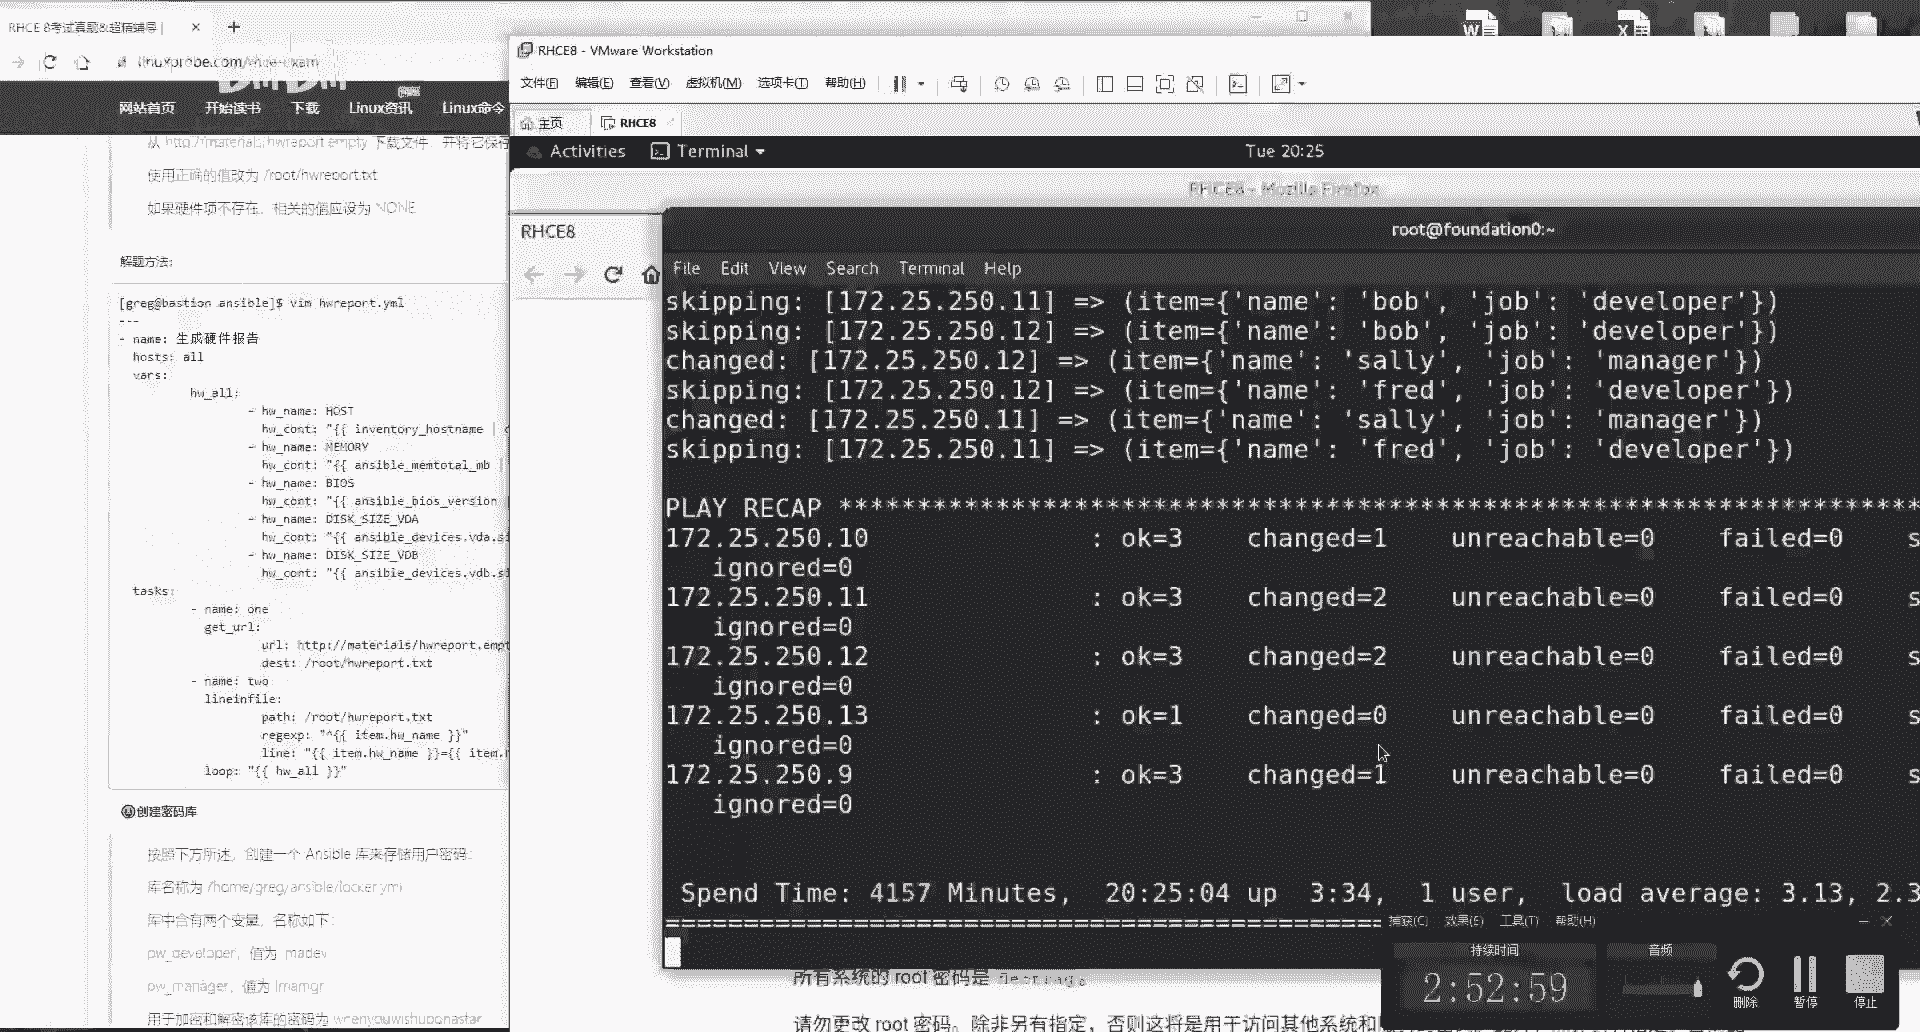 RHCE 8考试真题&超精辅导 |
linuxprobe.com/rhce-exam
网站首页 开始读书 下载 Linux资讯 Linux命令
从 http://materials/hwreport.empty 下载文件，并将它保存
使用正确的值改为 /root/hwreport.txt
如果硬件项不存在，相关的值应设为 NONE
解题方法:
[greg@bastion ansible]$ vim hwreport.yml
---
- name: 生成硬件报告
hosts: all
vars:
hw_all:
- hw_name: HOST
hw_cont: "{{ inventory_hostname |
- hw_name: MEMORY
hw_cont: "{{ ansible_memtotal_mb |
- hw_name: BIOS
hw_cont: "{{ ansible_bios_version
- hw_name: DISK_SIZE_VDA
hw_cont: "{{ ansible_devices.vda.si
- hw_name: DISK_SIZE_VDB
hw_cont: "{{ ansible_devices.vdb.si
tasks:
- name: one
get_url:
url: http://materials/hwreport.empt
dest: /root/hwreport.txt
- name: two
lineinfile:
path: /root/hwreport.txt
regexp: "^{{ item.hw_name }}"
line: "{{ item.hw_name }}={{ item.
loop: "{{ hw_all }}"
创建密码库
按照下方所述，创建一个 Ansible 库来存储用户密码:
库名称为 /home/greg/ansible/locker.yml
库中含有两个变量，名称如下:
pw_developer，值为 Imadev
pw_manager，值为 Imamgr
用于加密和解密该库的密码为 whenyouwishuponastar
RHCE8 - VMware Workstation
文件(F) 编辑(E) 查看(V) 虚拟机(M) 选项卡(T) 帮助(H)
主页 RHCE8
Activities Terminal Tue 20:25
RHCE8 - Mozilla Firefox
RHCE8
root@foundation0:~
File Edit View Search Terminal Help
skipping: [172.25.250.11] => (item={'name': 'bob', 'job': 'developer'})
skipping: [172.25.250.12] => (item={'name': 'bob', 'job': 'developer'})
changed: [172.25.250.12] => (item={'name': 'sally', 'job': 'manager'})
skipping: [172.25.250.12] => (item={'name': 'fred', 'job': 'developer'})
changed: [172.25.250.11] => (item={'name': 'sally', 'job': 'manager'})
skipping: [172.25.250.11] => (item={'name': 'fred', 'job': 'developer'})
PLAY RECAP *********************************************************************
172.25.250.10 : ok=3 changed=1 unreachable=0 failed=0 s
ignored=0
172.25.250.11 : ok=3 changed=2 unreachable=0 failed=0 s
ignored=0
172.25.250.12 : ok=3 changed=2 unreachable=0 failed=0 s
ignored=0
172.25.250.13 : ok=1 changed=0 unreachable=0 failed=0 s
ignored=0
172.25.250.9 : ok=3 changed=1 unreachable=0 failed=0 s
ignored=0
Spend Time: 4157 Minutes, 20:25:04 up 3:34, 1 user, load average: 3.13, 2.3
==============================================
所有系统的 root 密码是
请勿更改 root 密码。除非另有指定，否则这将是用于访问其他系统和
捕获(C) 效果(E) 工具(T) 帮助(H)
持续时间 音频
2:52:59
删除 暂停 停止